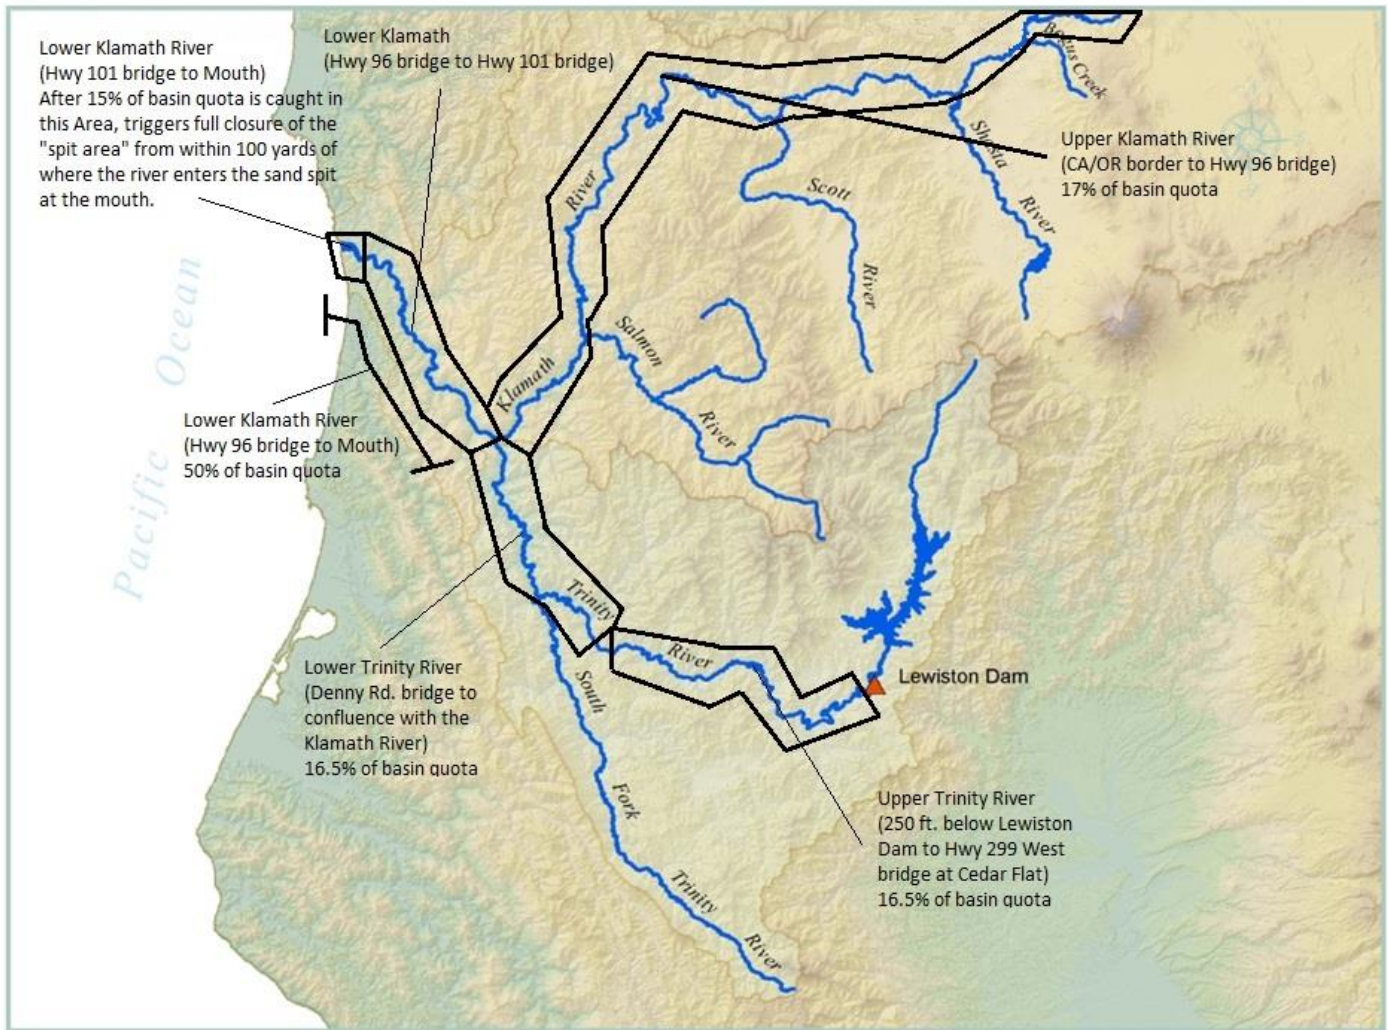 Lower Klamath River
(Hwy 101 bridge to Mouth)
After 15% of basin quota is caught in
this Area, triggers full closure of the
"spit area" from within 100 yards of
where the river enters the sand spit
at the mouth.
Lower Klamath
(Hwy 96 bridge to Hwy 101 bridge)
Bogus Creek
Shasta
River
Upper Klamath River
(CA/OR border to Hwy 96 bridge)
17% of basin quota
River
Scott
River
Pacific Ocean
Salmon
River
Klamath
Lower Klamath River
(Hwy 96 bridge to Mouth)
50% of basin quota
Trinity
River
Lewiston Dam
Lower Trinity River
(Denny Rd. bridge to
confluence with the
Klamath River)
16.5% of basin quota
South
Fork
Trinity
River
Upper Trinity River
(250 ft. below Lewiston
Dam to Hwy 299 West
bridge at Cedar Flat)
16.5% of basin quota